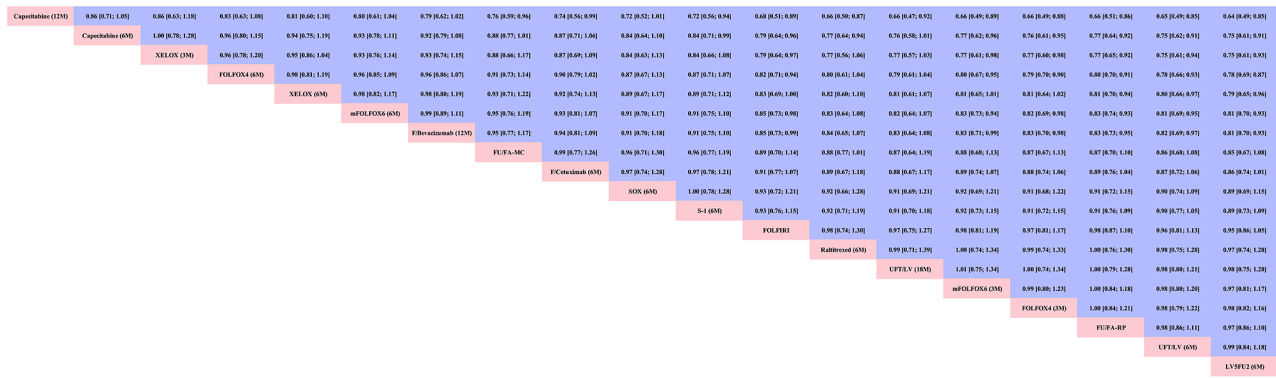 Capecitabine (12M) 0.86 [0.71; 1.05] 0.86 [0.63; 1.18] 0.83 [0.63; 1.08] 0.81 [0.60; 1.10] 0.80 [0.61; 1.04] 0.79 [0.62; 1.02] 0.76 [0.59; 0.96] 0.74 [0.56; 0.99] 0.72 [0.52; 1.01] 0.72 [0.56; 0.94] 0.68 [0.51; 0.89] 0.66 [0.50; 0.87] 0.66 [0.47; 0.92] 0.66 [0.49; 0.89] 0.66 [0.49; 0.88] 0.66 [0.51; 0.86] 0.65 [0.49; 0.85] 0.64 [0.49; 0.85]
Capecitabine (6M) 1.00 [0.78; 1.28] 0.96 [0.80; 1.15] 0.94 [0.75; 1.19] 0.93 [0.78; 1.11] 0.92 [0.79; 1.08] 0.88 [0.77; 1.01] 0.87 [0.71; 1.06] 0.84 [0.64; 1.10] 0.84 [0.71; 0.99] 0.79 [0.64; 0.96] 0.77 [0.64; 0.94] 0.76 [0.58; 1.01] 0.77 [0.62; 0.96] 0.76 [0.61; 0.95] 0.77 [0.64; 0.92] 0.75 [0.62; 0.91] 0.75 [0.61; 0.91]
XELOX (3M) 0.96 [0.78; 1.20] 0.95 [0.86; 1.04] 0.93 [0.76; 1.14] 0.93 [0.74; 1.15] 0.88 [0.66; 1.17] 0.87 [0.69; 1.09] 0.84 [0.63; 1.13] 0.84 [0.66; 1.08] 0.79 [0.64; 0.97] 0.77 [0.56; 1.06] 0.77 [0.57; 1.03] 0.77 [0.61; 0.98] 0.77 [0.60; 0.98] 0.77 [0.65; 0.92] 0.75 [0.61; 0.94] 0.75 [0.61; 0.93]
FOLFOX4 (6M) 0.98 [0.81; 1.19] 0.96 [0.85; 1.09] 0.96 [0.86; 1.07] 0.91 [0.73; 1.14] 0.90 [0.79; 1.02] 0.87 [0.67; 1.13] 0.87 [0.71; 1.07] 0.82 [0.71; 0.94] 0.80 [0.61; 1.04] 0.79 [0.61; 1.04] 0.80 [0.67; 0.95] 0.79 [0.70; 0.90] 0.80 [0.70; 0.91] 0.78 [0.66; 0.93] 0.78 [0.69; 0.87]
XELOX (6M) 0.98 [0.82; 1.17] 0.98 [0.80; 1.19] 0.93 [0.71; 1.22] 0.92 [0.74; 1.13] 0.89 [0.67; 1.17] 0.89 [0.71; 1.12] 0.83 [0.69; 1.00] 0.82 [0.60; 1.10] 0.81 [0.61; 1.07] 0.81 [0.65; 1.01] 0.81 [0.64; 1.02] 0.81 [0.70; 0.94] 0.80 [0.66; 0.97] 0.79 [0.65; 0.96]
mFOLFOX6 (6M) 0.99 [0.89; 1.11] 0.95 [0.76; 1.19] 0.93 [0.81; 1.07] 0.91 [0.70; 1.17] 0.91 [0.75; 1.10] 0.85 [0.73; 0.98] 0.83 [0.64; 1.08] 0.82 [0.64; 1.07] 0.83 [0.73; 0.94] 0.82 [0.69; 0.98] 0.83 [0.74; 0.93] 0.81 [0.69; 0.95] 0.81 [0.70; 0.93]
F/Bevacizumab (12M) 0.95 [0.77; 1.17] 0.94 [0.81; 1.09] 0.91 [0.70; 1.18] 0.91 [0.75; 1.10] 0.85 [0.73; 0.99] 0.84 [0.65; 1.07] 0.83 [0.64; 1.08] 0.83 [0.71; 0.99] 0.83 [0.70; 0.98] 0.83 [0.73; 0.95] 0.82 [0.69; 0.97] 0.81 [0.70; 0.93]
FU/FA-MC 0.99 [0.77; 1.26] 0.96 [0.71; 1.30] 0.96 [0.77; 1.19] 0.89 [0.70; 1.14] 0.88 [0.77; 1.01] 0.87 [0.64; 1.19] 0.88 [0.68; 1.13] 0.87 [0.67; 1.13] 0.87 [0.70; 1.10] 0.86 [0.68; 1.08] 0.85 [0.67; 1.08]
F/Cetuximab (6M) 0.97 [0.74; 1.28] 0.97 [0.78; 1.21] 0.91 [0.77; 1.07] 0.89 [0.67; 1.18] 0.88 [0.67; 1.17] 0.89 [0.74; 1.07] 0.88 [0.74; 1.06] 0.89 [0.76; 1.04] 0.87 [0.72; 1.06] 0.86 [0.74; 1.01]
SOX (6M) 1.00 [0.78; 1.28] 0.93 [0.72; 1.21] 0.92 [0.66; 1.28] 0.91 [0.69; 1.21] 0.92 [0.69; 1.21] 0.91 [0.68; 1.22] 0.91 [0.72; 1.15] 0.90 [0.74; 1.09] 0.89 [0.69; 1.15]
S-1 (6M) 0.93 [0.76; 1.15] 0.92 [0.71; 1.19] 0.91 [0.70; 1.18] 0.92 [0.73; 1.15] 0.91 [0.72; 1.15] 0.91 [0.76; 1.09] 0.90 [0.77; 1.05] 0.89 [0.73; 1.09]
FOLFIRI 0.98 [0.74; 1.30] 0.97 [0.75; 1.27] 0.98 [0.81; 1.19] 0.97 [0.81; 1.17] 0.98 [0.87; 1.10] 0.96 [0.81; 1.13] 0.95 [0.86; 1.05]
Raltitrexed (6M) 0.99 [0.71; 1.39] 1.00 [0.74; 1.34] 0.99 [0.74; 1.33] 1.00 [0.76; 1.30] 0.98 [0.75; 1.28] 0.97 [0.74; 1.28]
UFT/LV (18M) 1.01 [0.75; 1.34] 1.00 [0.74; 1.34] 1.00 [0.79; 1.28] 0.98 [0.80; 1.21] 0.98 [0.75; 1.28]
mFOLFOX6 (3M) 0.99 [0.80; 1.23] 1.00 [0.84; 1.18] 0.98 [0.80; 1.20] 0.97 [0.81; 1.17]
FOLFOX4 (3M) 1.00 [0.84; 1.21] 0.98 [0.79; 1.22] 0.98 [0.82; 1.16]
FU/FA-RP 0.98 [0.86; 1.11] 0.97 [0.86; 1.10]
UFT/LV (6M) 0.99 [0.84; 1.18]
LV5FU2 (6M)